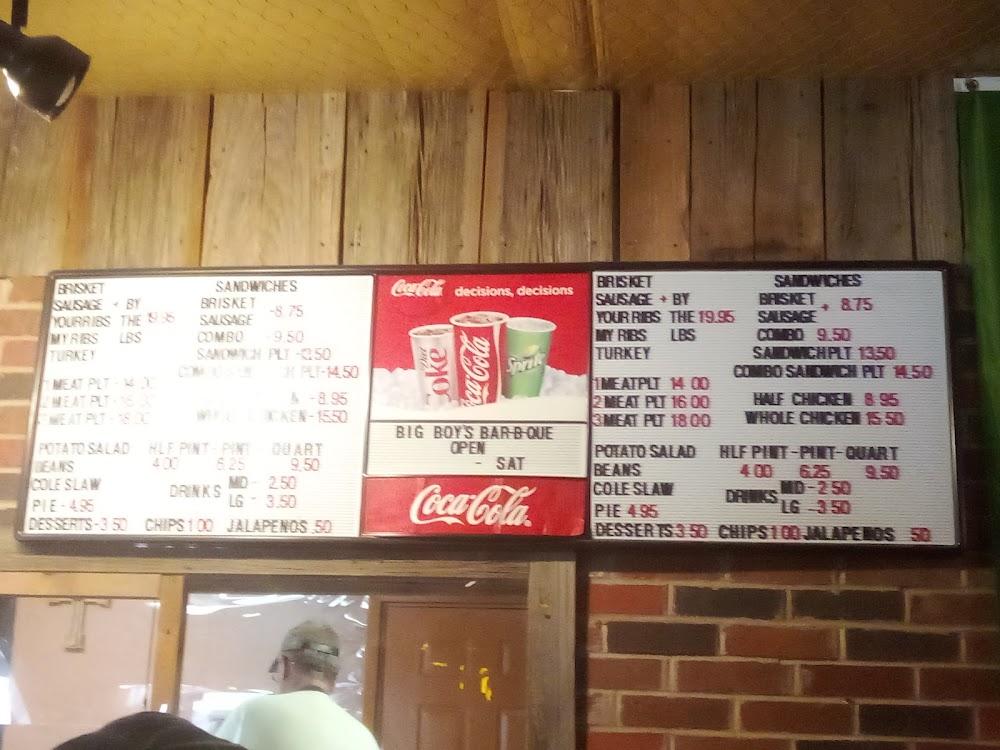 BRISKET SANDWICHES
SAUSAGE + BY BRISKET
YOUR RIBS THE 19.95 SAUSAGE -8.75
MY RIBS LBS COMBO -9.50
TURKEY SANDWICH PLT -13.50
PLT-14.50
MEAT PLT - 14.00
MEAT PLT - 16.00 -8.95
MEAT PLT - 18.00 -15.50
POTATO SALAD HLF PINT - PINT - QUART
BEANS 4.00 6.25 9.50
COLE SLAW DRINKS MD - 2.50
PIE - 4.95 LG - 3.50
DESSERTS-3 50 CHIPS 1 00 JALAPENOS .50
Coca-Cola decisions, decisions
Diet Coke
Coca-Cola
Sprite
BIG BOY'S BAR-B-QUE
OPEN
- SAT
Coca-Cola
BRISKET SANDWICHES
SAUSAGE + BY BRISKET
YOUR RIBS THE 19.95 SAUSAGE + 8.75
MY RIBS LBS COMBO 9.50
TURKEY SANDWICH PLT 13.50
COMBO SANDWICH PLT 14.50
1 MEAT PLT 14 00
2 MEAT PLT 16 00 HALF CHICKEN 8 95
3 MEAT PLT 18 00 WHOLE CHICKEN 15 50
POTATO SALAD HLF PINT - PINT - QUART
BEANS 4 00 6.25 9.50
COLE SLAW DRINKS MD - 2 50
PIE 4.95 LG - 3 50
DESSERTS 3 50 CHIPS 1 00 JALAPENOS 50